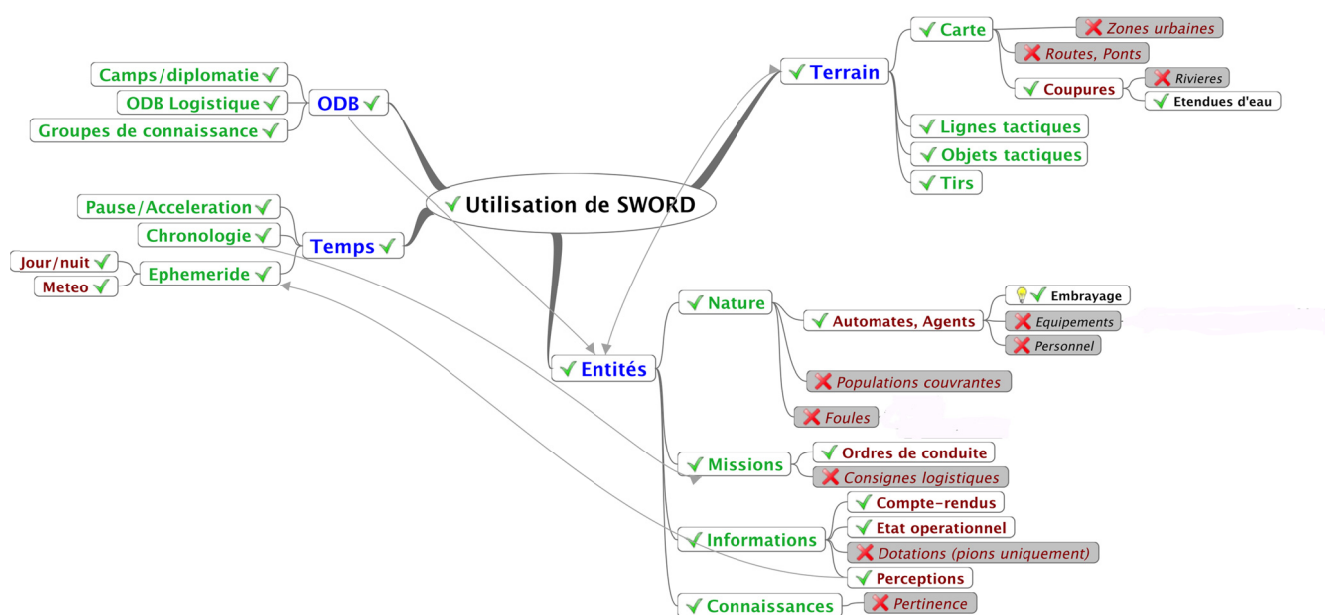 Utilisation de SWORD
ODB
Camps/diplomatie
ODB Logistique
Groupes de connaissance
Temps
Pause/Acceleration
Chronologie
Ephemeride
Jour/nuit
Meteo
Terrain
Carte
Zones urbaines
Routes, Ponts
Coupures
Rivieres
Etendues d'eau
Lignes tactiques
Objets tactiques
Tirs
Entités
Nature
Automates, Agents
Embrayage
Equipements
Personnel
Populations couvrantes
Foules
Missions
Ordres de conduite
Consignes logistiques
Informations
Compte-rendus
Etat operationnel
Dotations (pions uniquement)
Perceptions
Connaissances
Pertinence